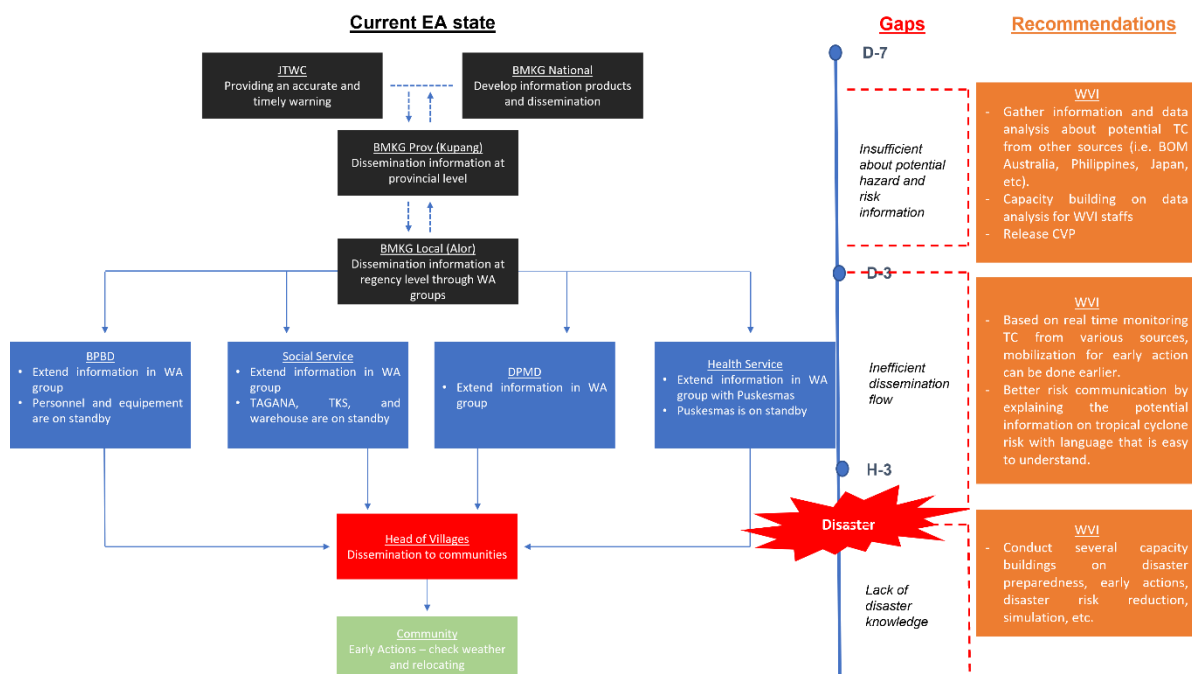 Current EA state
Gaps
Recommendations
JTWC
Providing an accurate and
timely warning
BMKG National
Develop information products
and dissemination
BMKG Prov (Kupang)
Dissemination information at
provincial level
BMKG Local (Alor)
Dissemination information at
regency level through WA
groups
BPBD
• Extend information in WA
group
• Personnel and equipement
are on standby
Social Service
• Extend information in WA
group
• TAGANA, TKS, and
warehouse are on standby
DPMD
• Extend information in WA
group
Health Service
• Extend information in WA
group with Puskesmas
• Puskesmas is on standby
Head of Villages
Dissemination to communities
Community
Early Actions – check weather
and relocating
D-7
Insufficient
about potential
hazard and
risk
information
D-3
Inefficient
dissemination
flow
H-3
Disaster
Lack of
disaster
knowledge
WVI
- Gather information and data
analysis about potential TC
from other sources (i.e. BOM
Australia, Philippines, Japan,
etc).
- Capacity building on data
analysis for WVI staffs
- Release CVP
WVI
- Based on real time monitoring
TC from various sources,
mobilization for early action
can be done earlier.
- Better risk communication by
explaining the potential
information on tropical cyclone
risk with language that is easy
to understand.
WVI
- Conduct several capacity
buildings on disaster
preparedness, early actions,
disaster risk reduction,
simulation, etc.